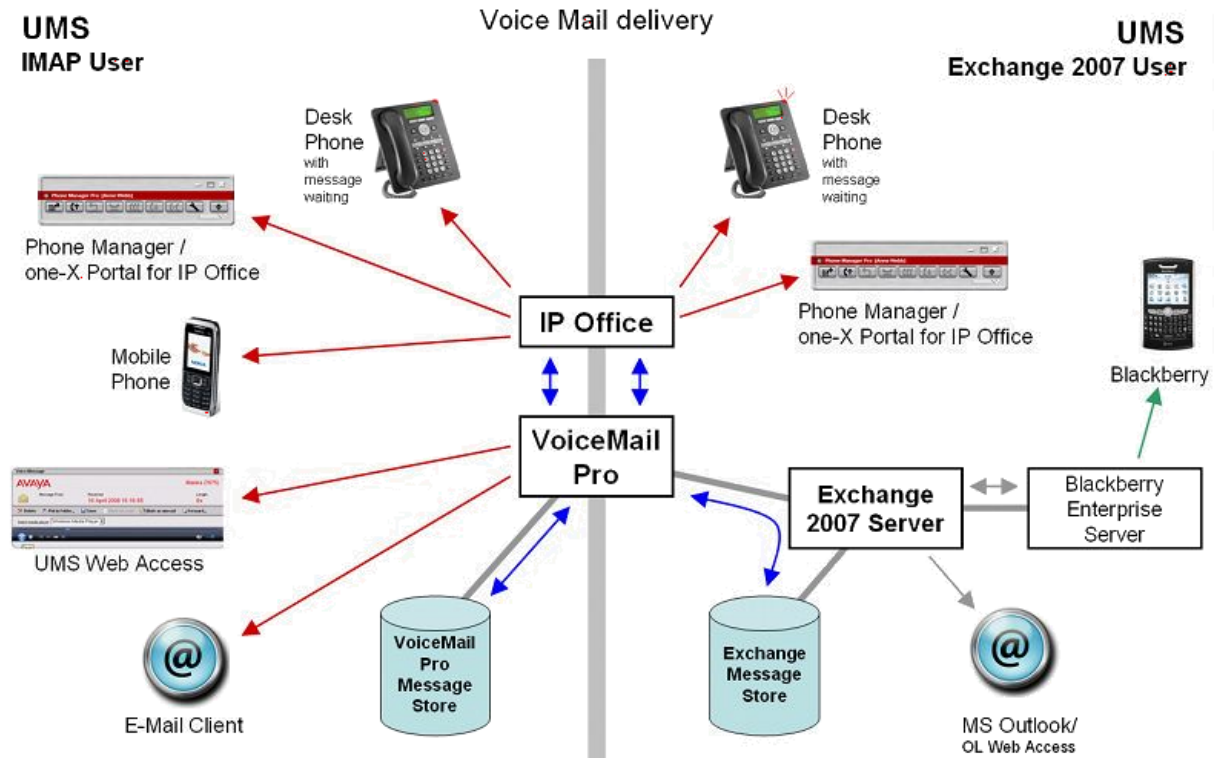 Voice Mail delivery
UMS
IMAP User
UMS
Exchange 2007 User
Desk
Phone
with
message
waiting
Desk
Phone
with
message
waiting
Phone Manager /
one-X Portal for IP Office
IP Office
Phone Manager /
one-X Portal for IP Office
Mobile
Phone
Blackberry
VoiceMail
Pro
AVAYA
UMS Web Access
Exchange
2007 Server
Blackberry
Enterprise
Server
VoiceMail
Pro
Message
Store
Exchange
Message
Store
@
E-Mail Client
@
MS Outlook/
OL Web Access